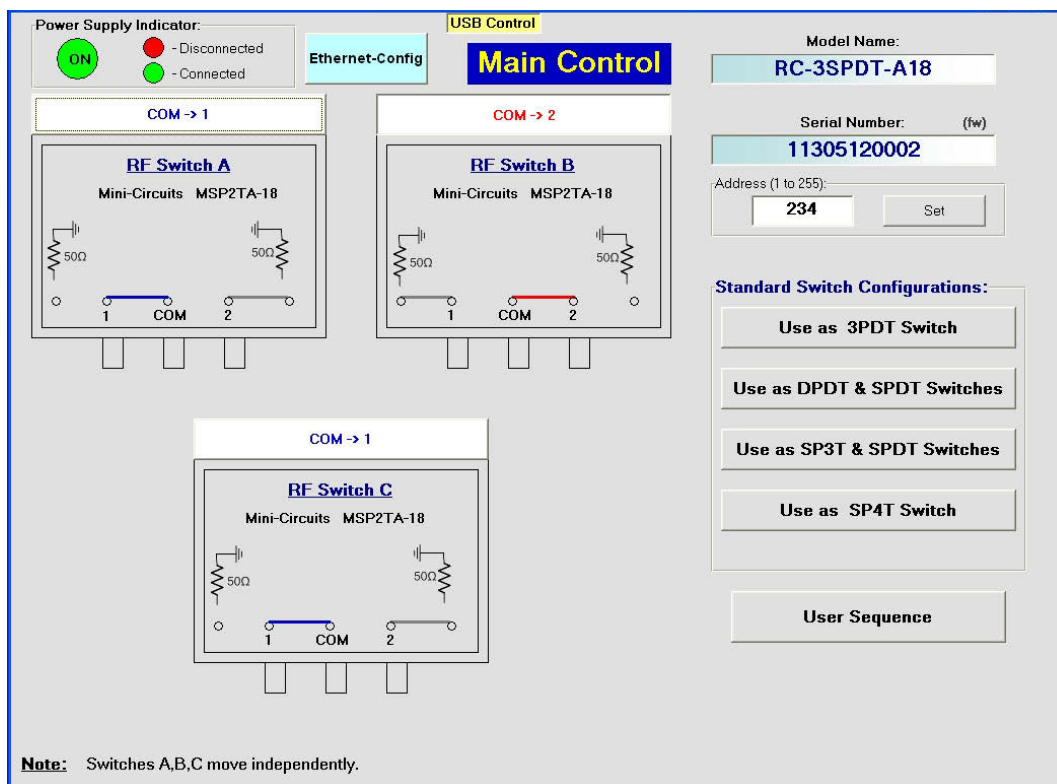 Power Supply Indicator:
ON
- Disconnected
- Connected
Ethernet-Config
USB Control
Main Control
Model Name:
RC-3SPDT-A18
Serial Number: (fw)
11305120002
Address (1 to 255):
234 Set
COM -> 1
RF Switch A
Mini-Circuits MSP2TA-18
50Ω 50Ω
1 COM 2
COM -> 2
RF Switch B
Mini-Circuits MSP2TA-18
50Ω 50Ω
1 COM 2
COM -> 1
RF Switch C
Mini-Circuits MSP2TA-18
50Ω 50Ω
1 COM 2
Standard Switch Configurations:
Use as 3PDT Switch
Use as DPDT & SPDT Switches
Use as SP3T & SPDT Switches
Use as SP4T Switch
User Sequence
Note: Switches A,B,C move independently.